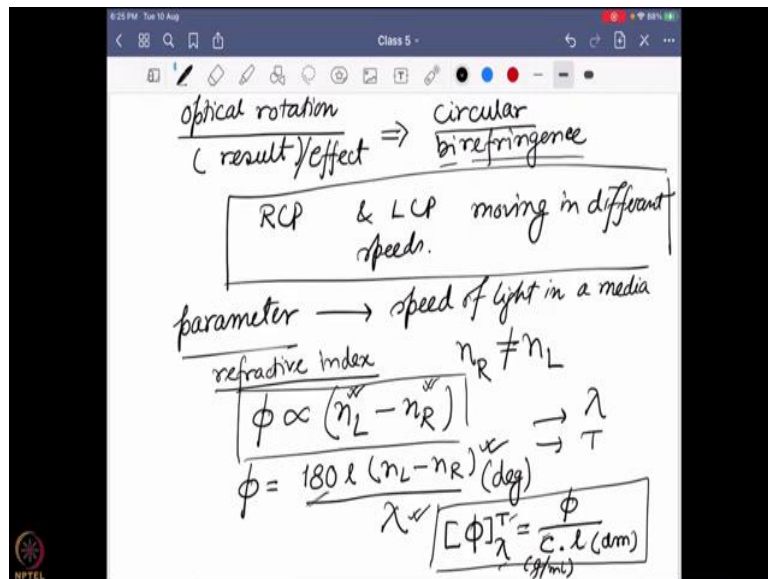 6:25 PM Tue 10 Aug
88%
Class 5
optical rotation ⇒ circular
(result)/effect birefringence
RCP & LCP moving in different
speeds.
parameter → speed of light in a media
refractive index n_R ≠ n_L
ϕ ∝ (n_L - n_R) → λ
→ T
ϕ = 180 l (n_L - n_R) (deg)
λ
[ϕ]^T_λ = ϕ
c. l (dm)
(g/ml)
NPTEL